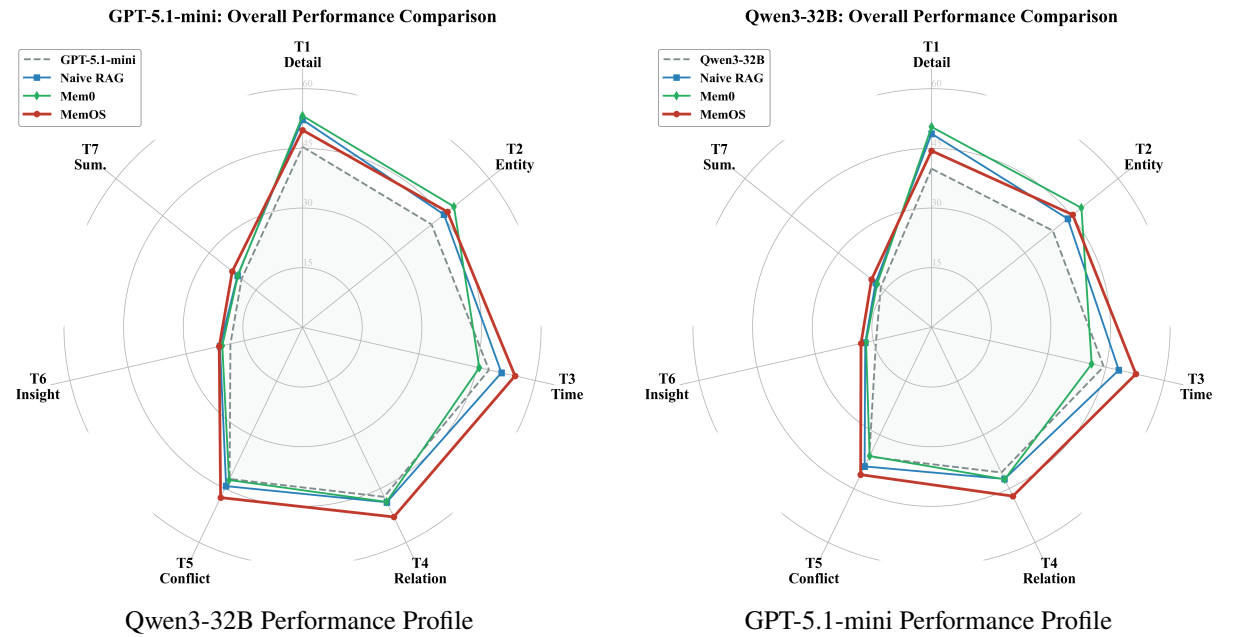 GPT-5.1-mini: Overall Performance Comparison
GPT-5.1-mini
Naive RAG
Mem0
MemOS
T1
Detail
T2
Entity
T3
Time
T4
Relation
T5
Conflict
T6
Insight
T7
Sum.
60
45
30
15
Qwen3-32B Performance Profile
Qwen3-32B: Overall Performance Comparison
Qwen3-32B
Naive RAG
Mem0
MemOS
T1
Detail
T2
Entity
T3
Time
T4
Relation
T5
Conflict
T6
Insight
T7
Sum.
60
45
30
15
GPT-5.1-mini Performance Profile